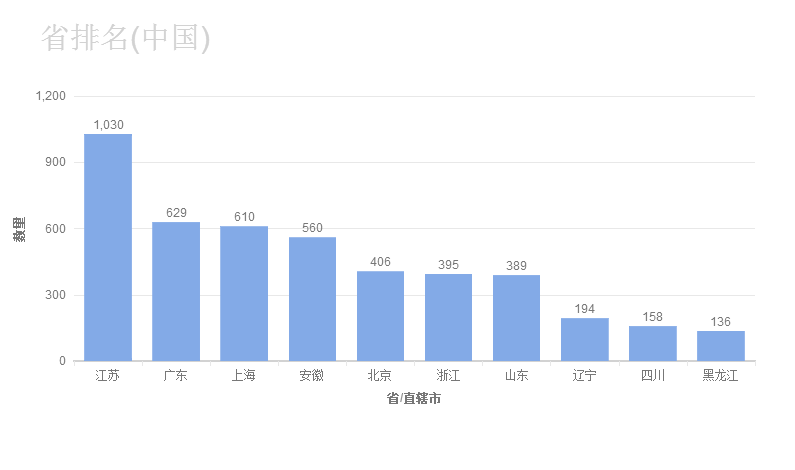 省排名(中国)
1,200
900
600
300
0
数量
1,030
629
610
560
406
395
389
194
158
136
江苏
广东
上海
安徽
北京
浙江
山东
辽宁
四川
黑龙江
省/直辖市